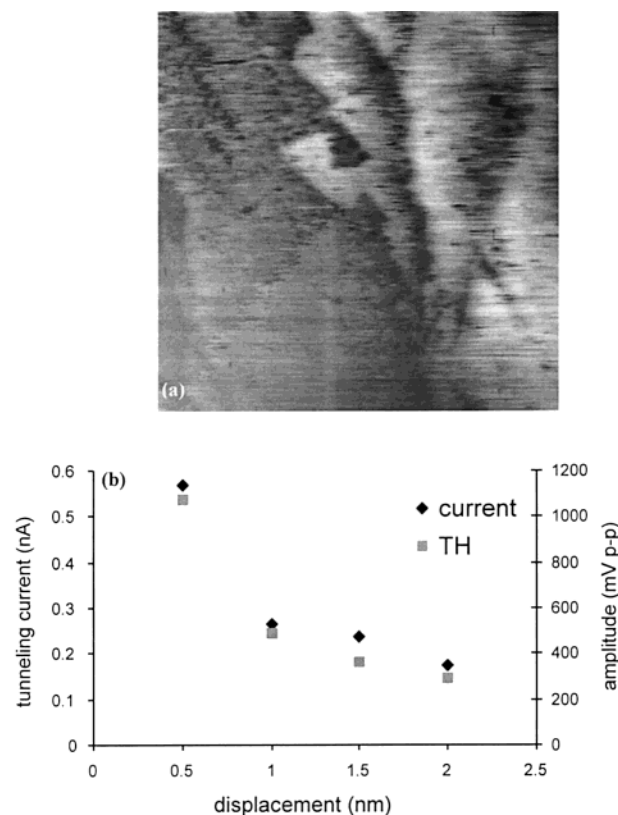 (a)
(b)
tunneling current (nA)
0.6
0.5
0.4
0.3
0.2
0.1
0
current
TH
1200
1000
800
600
400
200
0
amplitude (mV p-p)
0 0.5 1 1.5 2 2.5
displacement (nm)